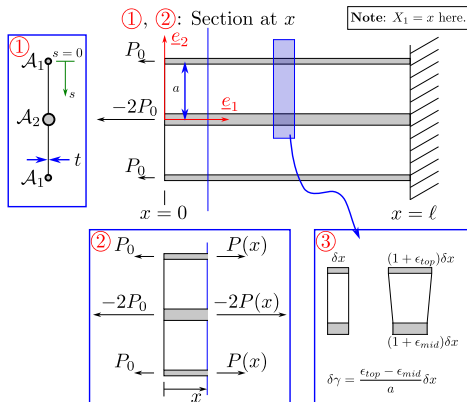 ①, ②: Section at x
Note: X₁ = x here.
①
s = 0
s
𝒜₁
𝒜₂
𝒜₁
t
P₀
−2P₀
P₀
e₂
e₁
a
x = 0
x = ℓ
②
P₀
P(x)
−2P₀
−2P(x)
P₀
P(x)
x
③
δx
(1 + ϵ_top)δx
(1 + ϵ_mid)δx
δγ = (ϵ_top − ϵ_mid)/a δx